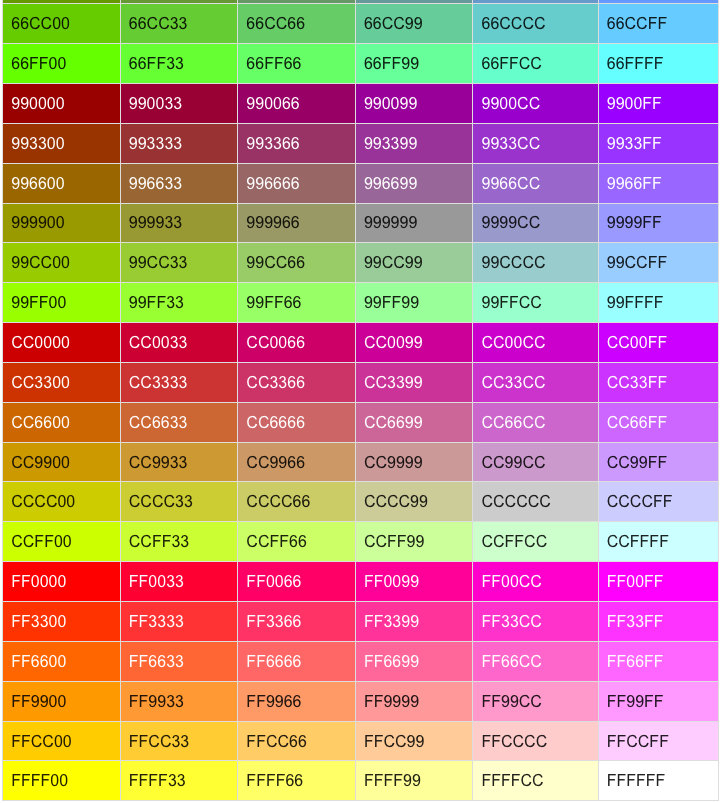 66CC00 66CC33 66CC66 66CC99 66CCCC 66CCFF
66FF00 66FF33 66FF66 66FF99 66FFCC 66FFFF
990000 990033 990066 990099 9900CC 9900FF
993300 993333 993366 993399 9933CC 9933FF
996600 996633 996666 996699 9966CC 9966FF
999900 999933 999966 999999 9999CC 9999FF
99CC00 99CC33 99CC66 99CC99 99CCCC 99CCFF
99FF00 99FF33 99FF66 99FF99 99FFCC 99FFFF
CC0000 CC0033 CC0066 CC0099 CC00CC CC00FF
CC3300 CC3333 CC3366 CC3399 CC33CC CC33FF
CC6600 CC6633 CC6666 CC6699 CC66CC CC66FF
CC9900 CC9933 CC9966 CC9999 CC99CC CC99FF
CCCC00 CCCC33 CCCC66 CCCC99 CCCCCC CCCCFF
CCFF00 CCFF33 CCFF66 CCFF99 CCFFCC CCFFFF
FF0000 FF0033 FF0066 FF0099 FF00CC FF00FF
FF3300 FF3333 FF3366 FF3399 FF33CC FF33FF
FF6600 FF6633 FF6666 FF6699 FF66CC FF66FF
FF9900 FF9933 FF9966 FF9999 FF99CC FF99FF
FFCC00 FFCC33 FFCC66 FFCC99 FFCCCC FFCCFF
FFFF00 FFFF33 FFFF66 FFFF99 FFFFCC FFFFFF